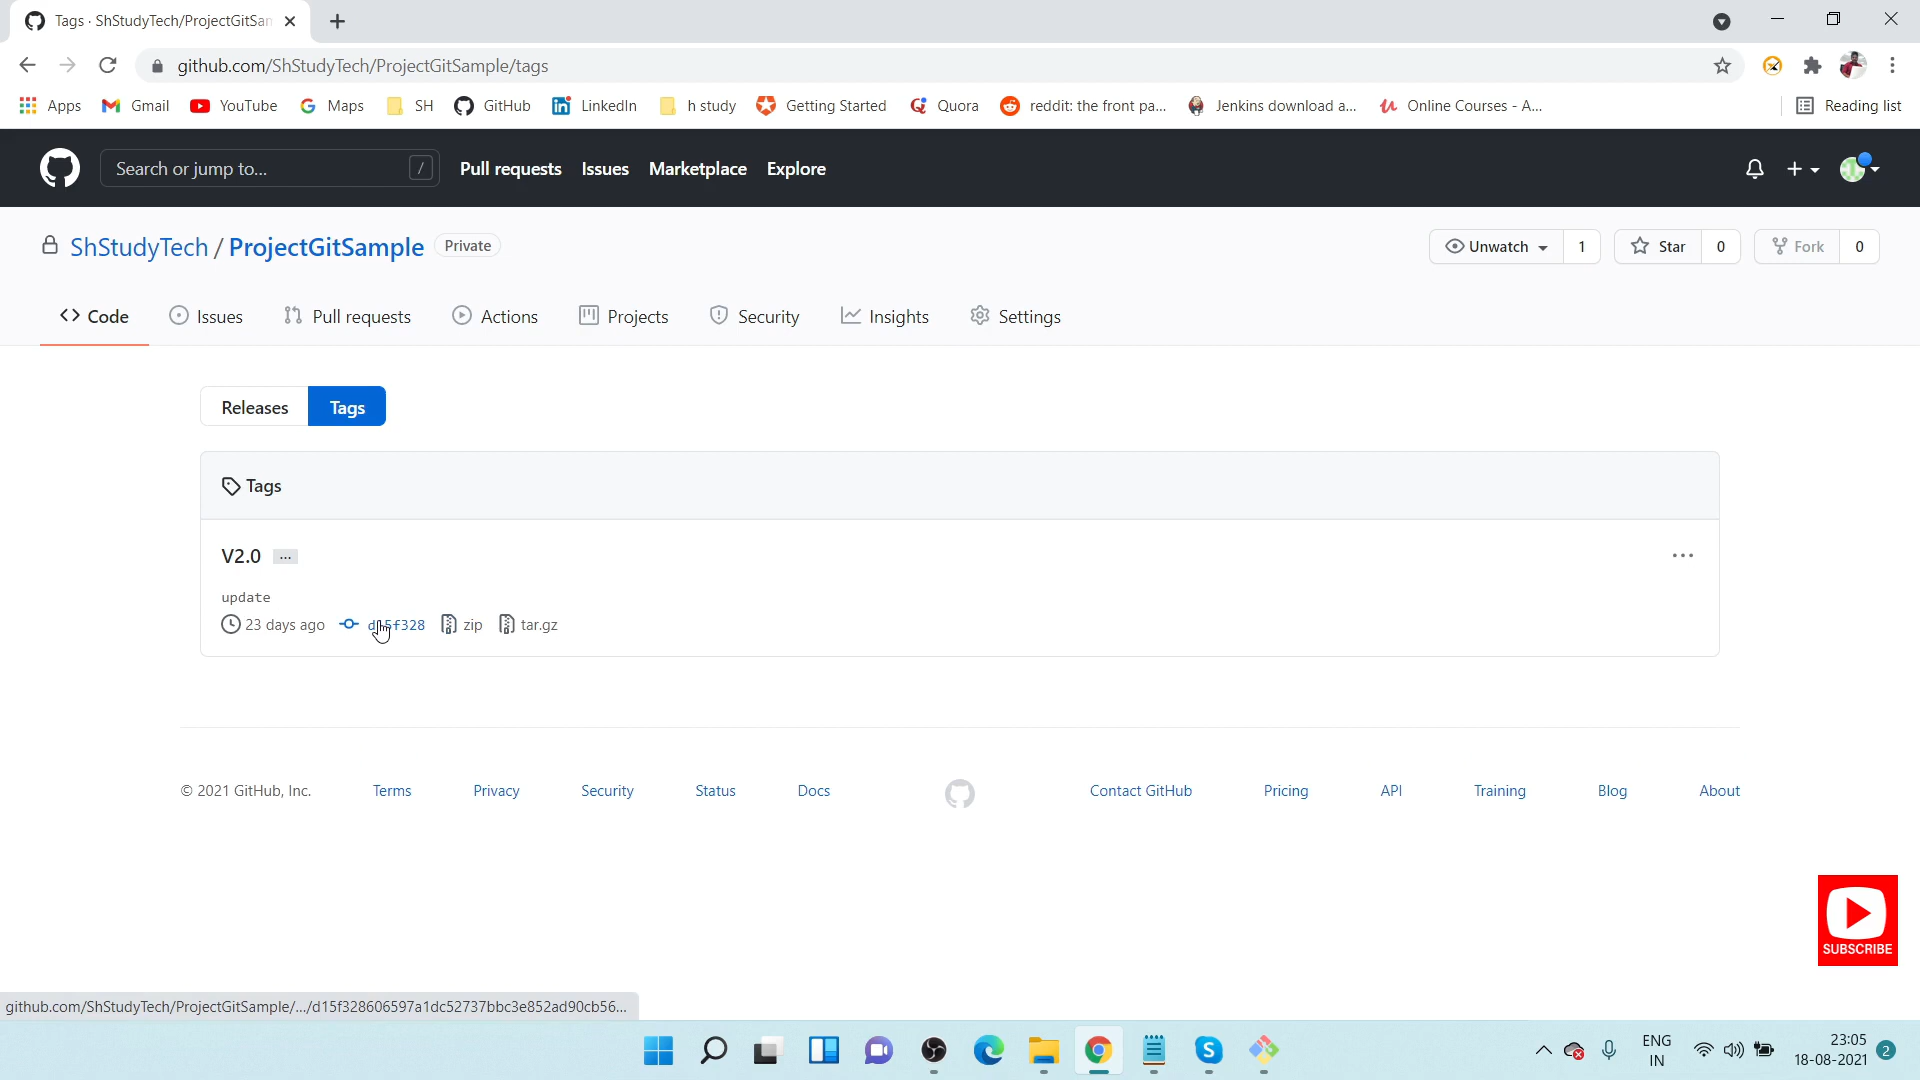 Tags · ShStudyTech/ProjectGitSam
github.com/ShStudyTech/ProjectGitSample/tags
Apps Gmail YouTube Maps SH GitHub LinkedIn h study Getting Started Quora reddit: the front pa... Jenkins download a... Online Courses - A... Reading list
Search or jump to... / Pull requests Issues Marketplace Explore
ShStudyTech / ProjectGitSample Private Unwatch 1 Star 0 Fork 0
Code Issues Pull requests Actions Projects Security Insights Settings
Releases Tags
Tags
V2.0 ...
update
23 days ago d15f328 zip tar.gz
© 2021 GitHub, Inc. Terms Privacy Security Status Docs Contact GitHub Pricing API Training Blog About
SUBSCRIBE
github.com/ShStudyTech/ProjectGitSample/.../d15f328606597a1dc52737bbc3e852ad90cb56...
ENG
IN
23:05
18-08-2021
2